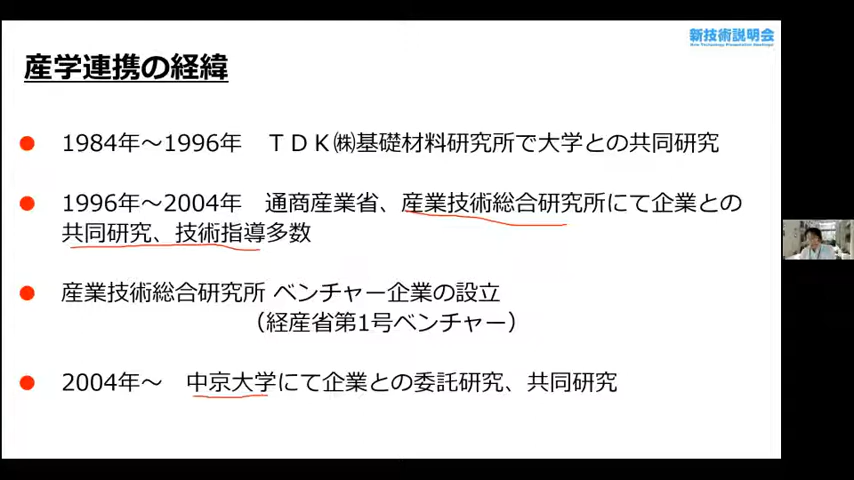 新技術説明会
New Technology Presentation Meetings!
産学連携の経緯
1984年～1996年 ＴＤＫ㈱基礎材料研究所で大学との共同研究
1996年～2004年 通商産業省、産業技術総合研究所にて企業との
共同研究、技術指導多数
産業技術総合研究所 ベンチャー企業の設立
（経産省第1号ベンチャー）
2004年～ 中京大学にて企業との委託研究、共同研究